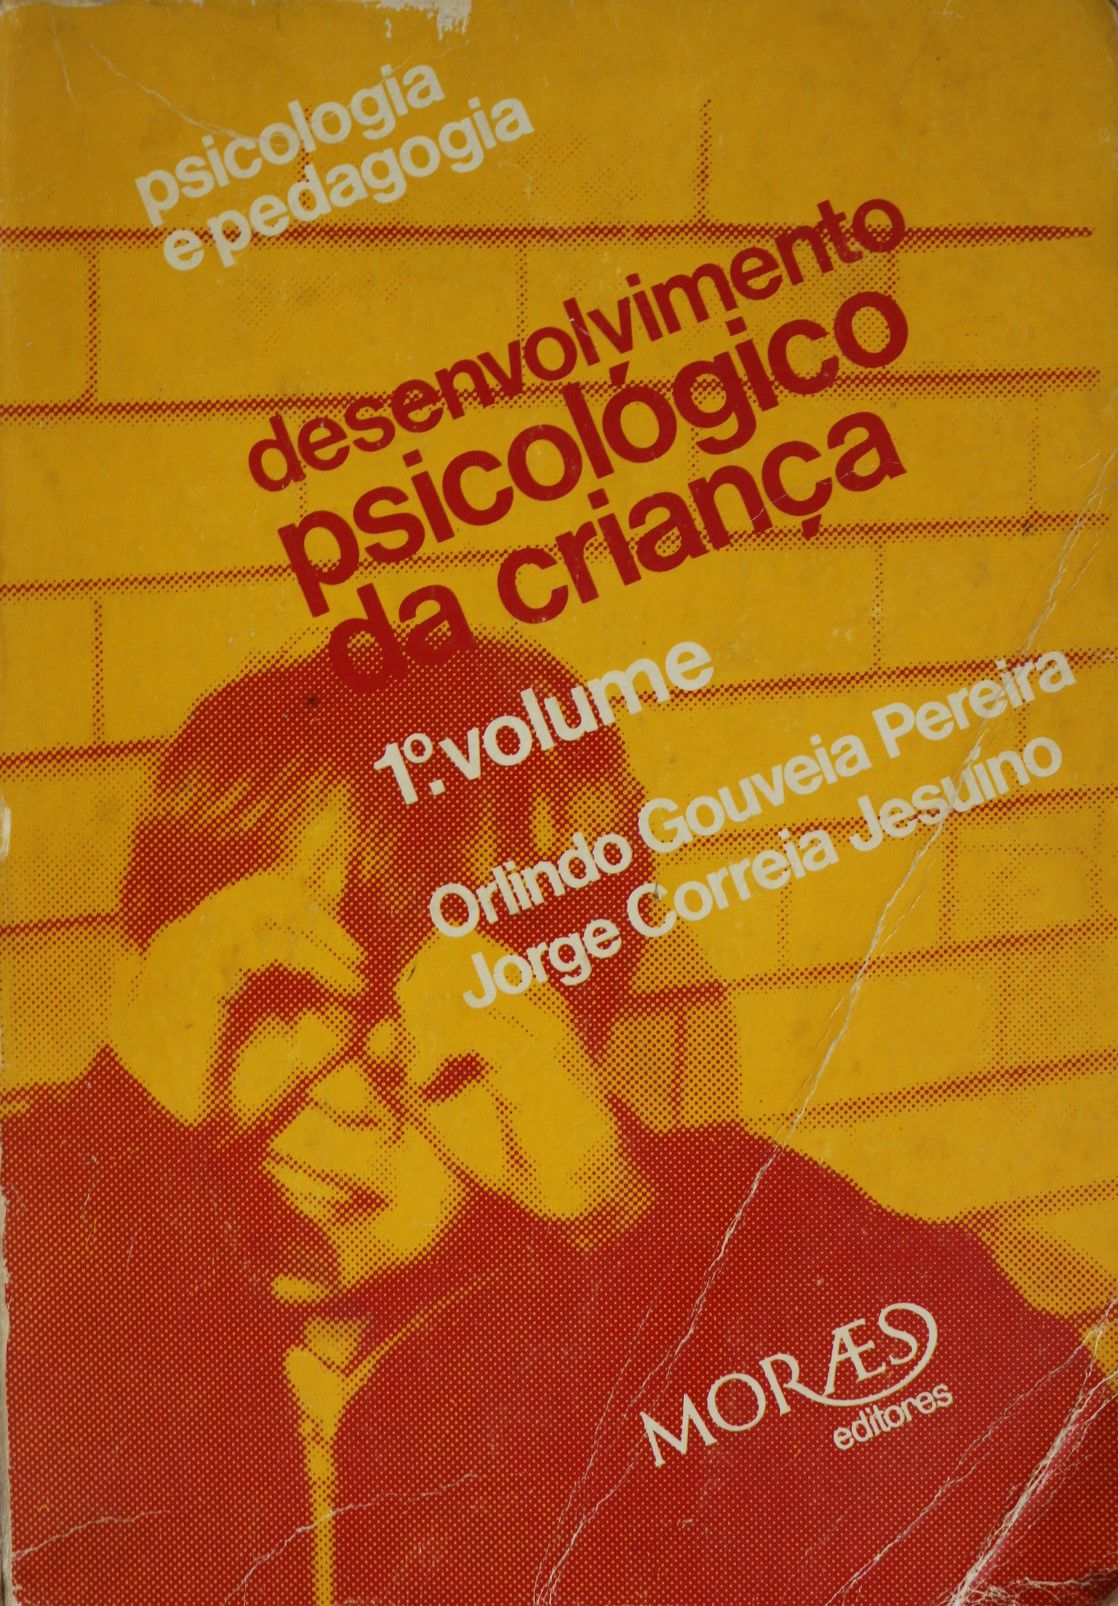 psicologia
e pedagogia
desenvolvimento
psicológico
da criança
1º. volume
Orlindo Gouveia Pereira
Jorge Correia Jesuíno
MORÆS
editores